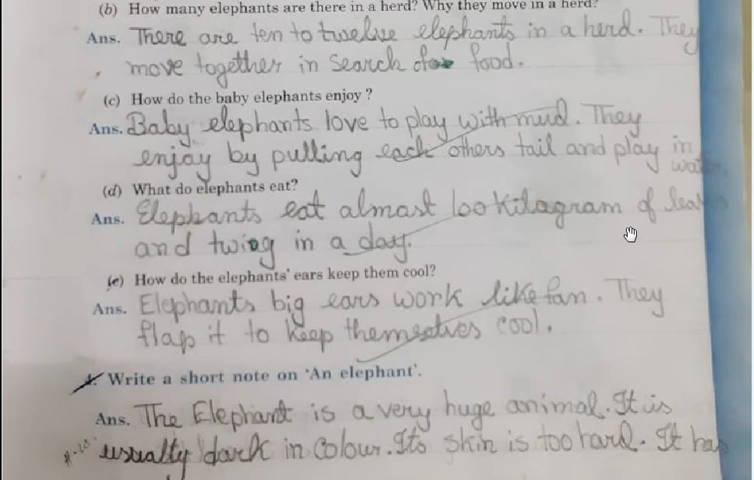 (b) How many elephants are there in a herd? Why they move in herd?
Ans. There are ten to twelve elephants in a herd. They
move together in search of food.
(c) How do the baby elephants enjoy ?
Ans. Baby elephants love to play with mud. They
enjoy by pulling each others tail and play in
(d) What do elephants eat?
Ans. Elephants eat almast 100 Kilagram of
and twing in a day.
(e) How do the elephants' ears keep them cool?
Ans. Elephants big ears work like fan. They
flap it to keep themselves cool.
4. Write a short note on 'An elephant'.
Ans. The Elephant is a very huge animal. It is
usually dark in colour. Its skin is too hard. It has